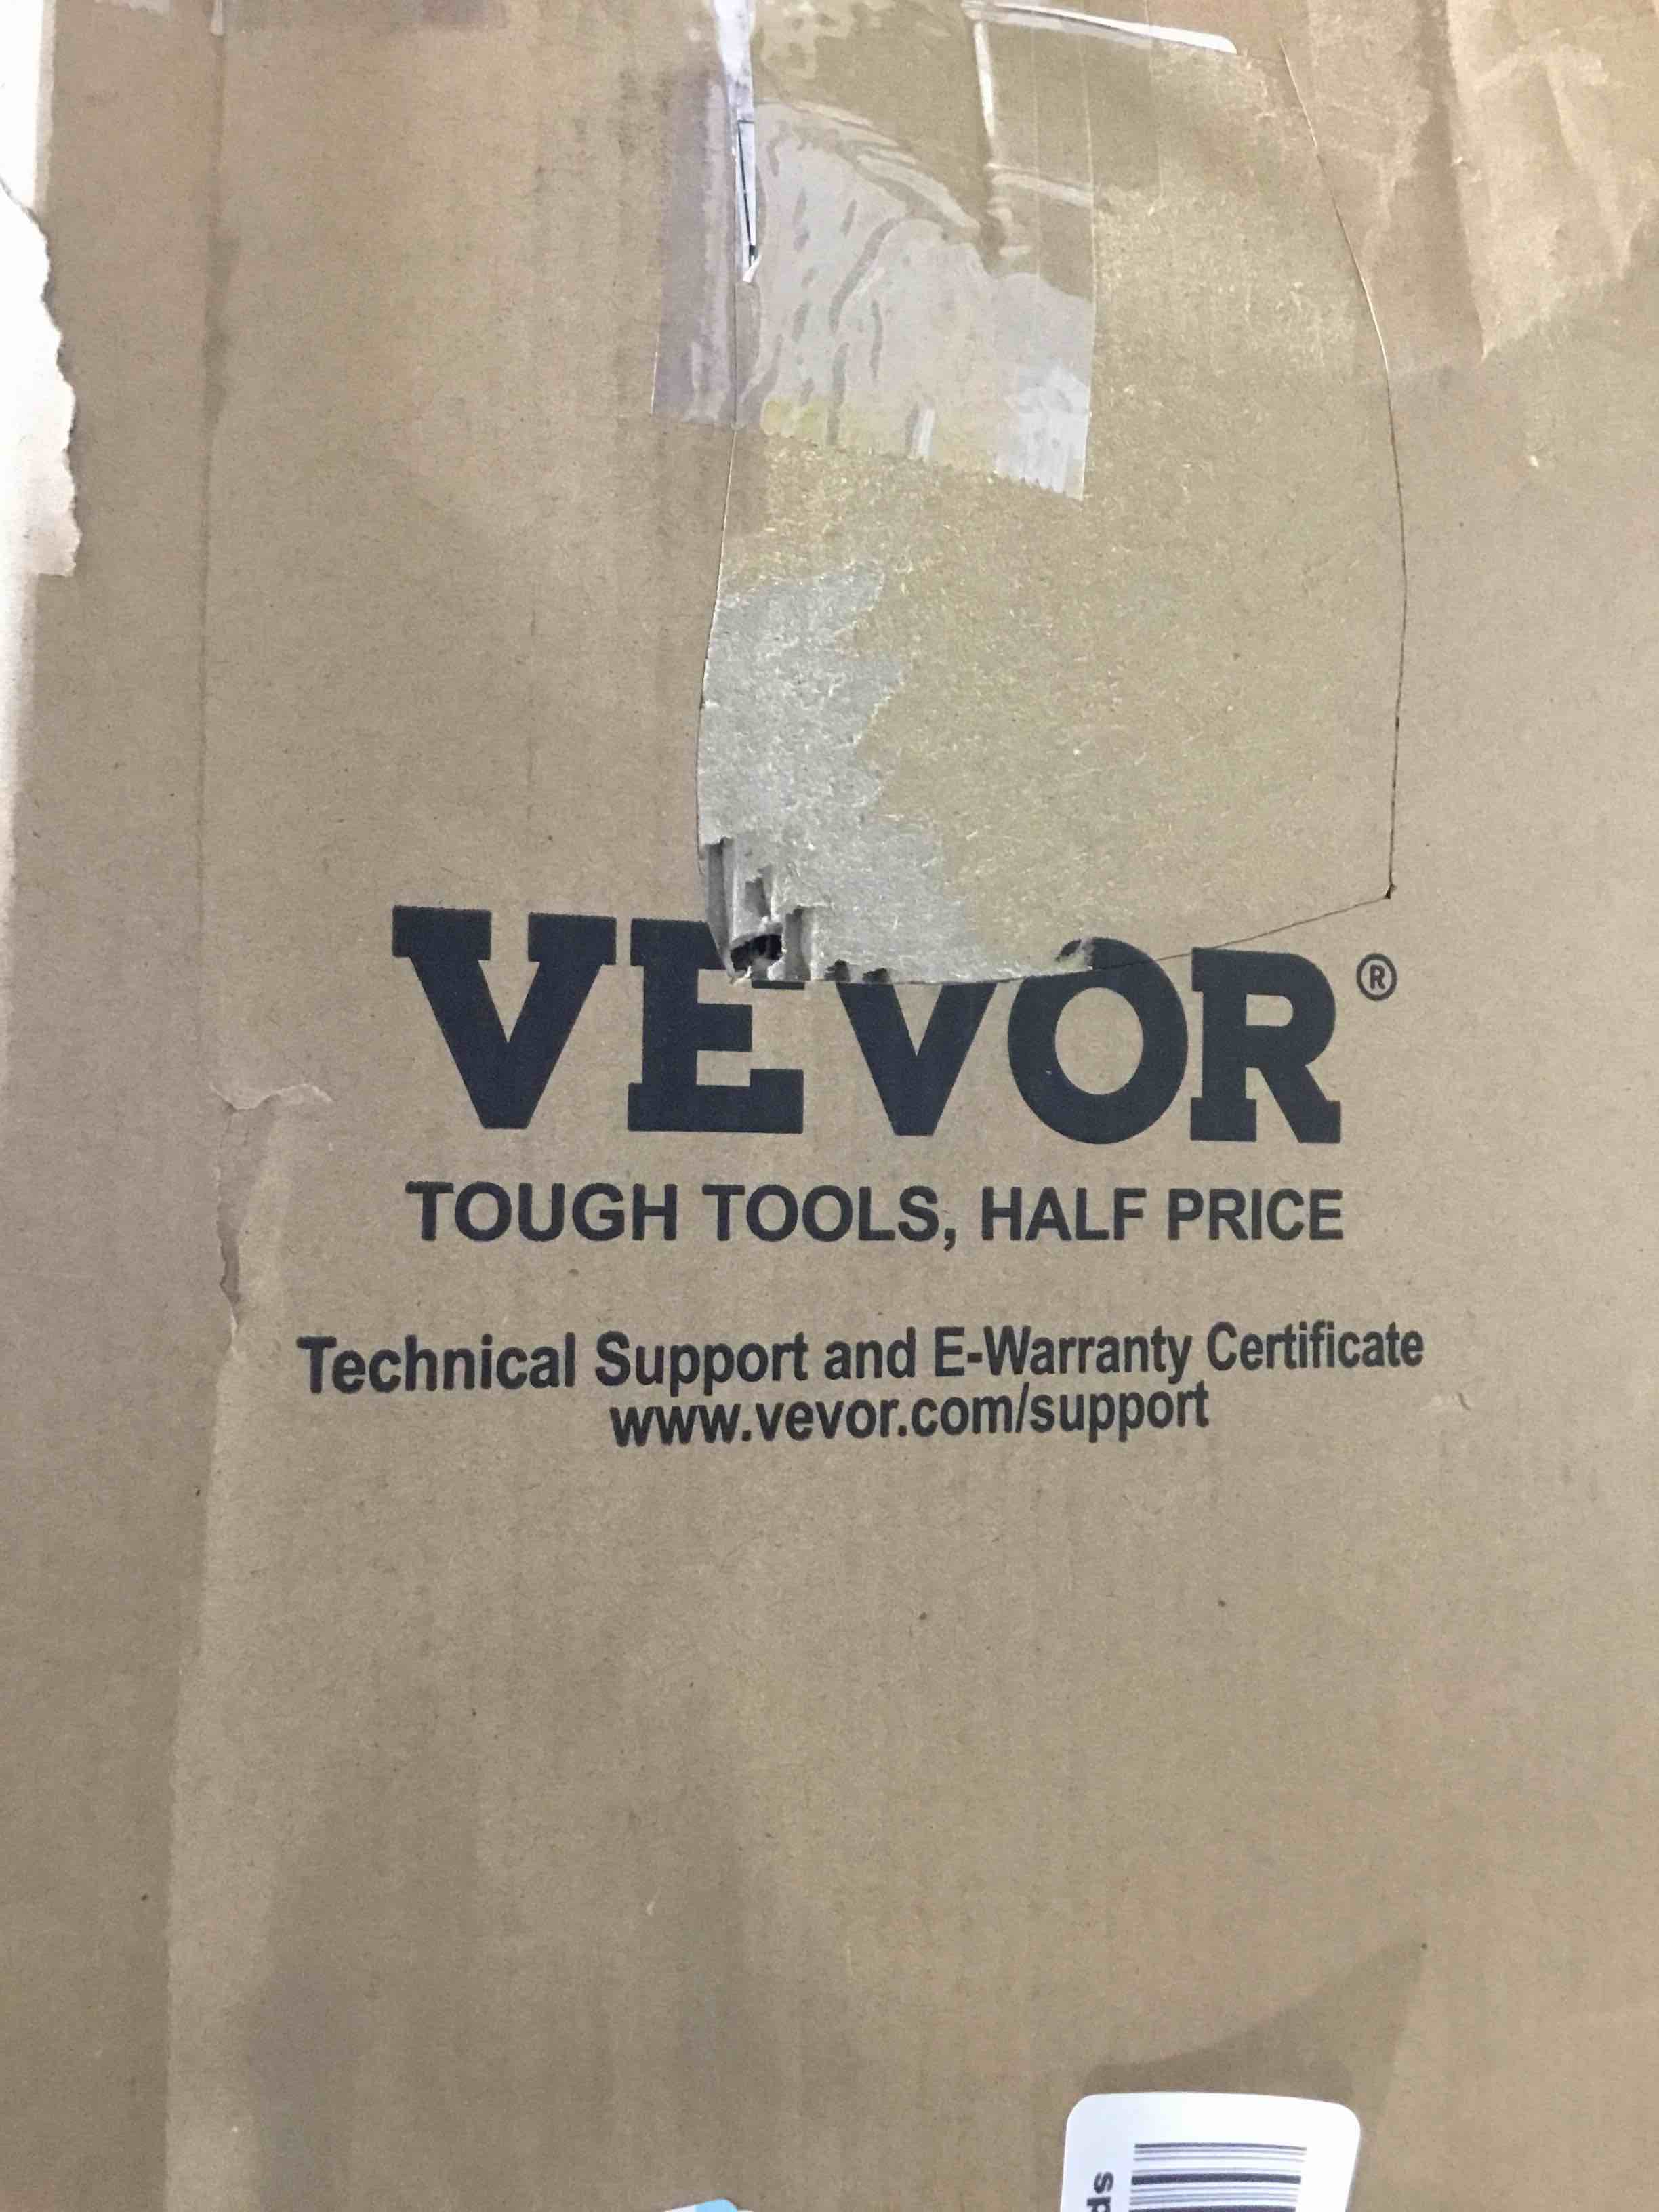 VEVOR®
TOUGH TOOLS, HALF PRICE
Technical Support and E-Warranty Certificate
www.vevor.com/support